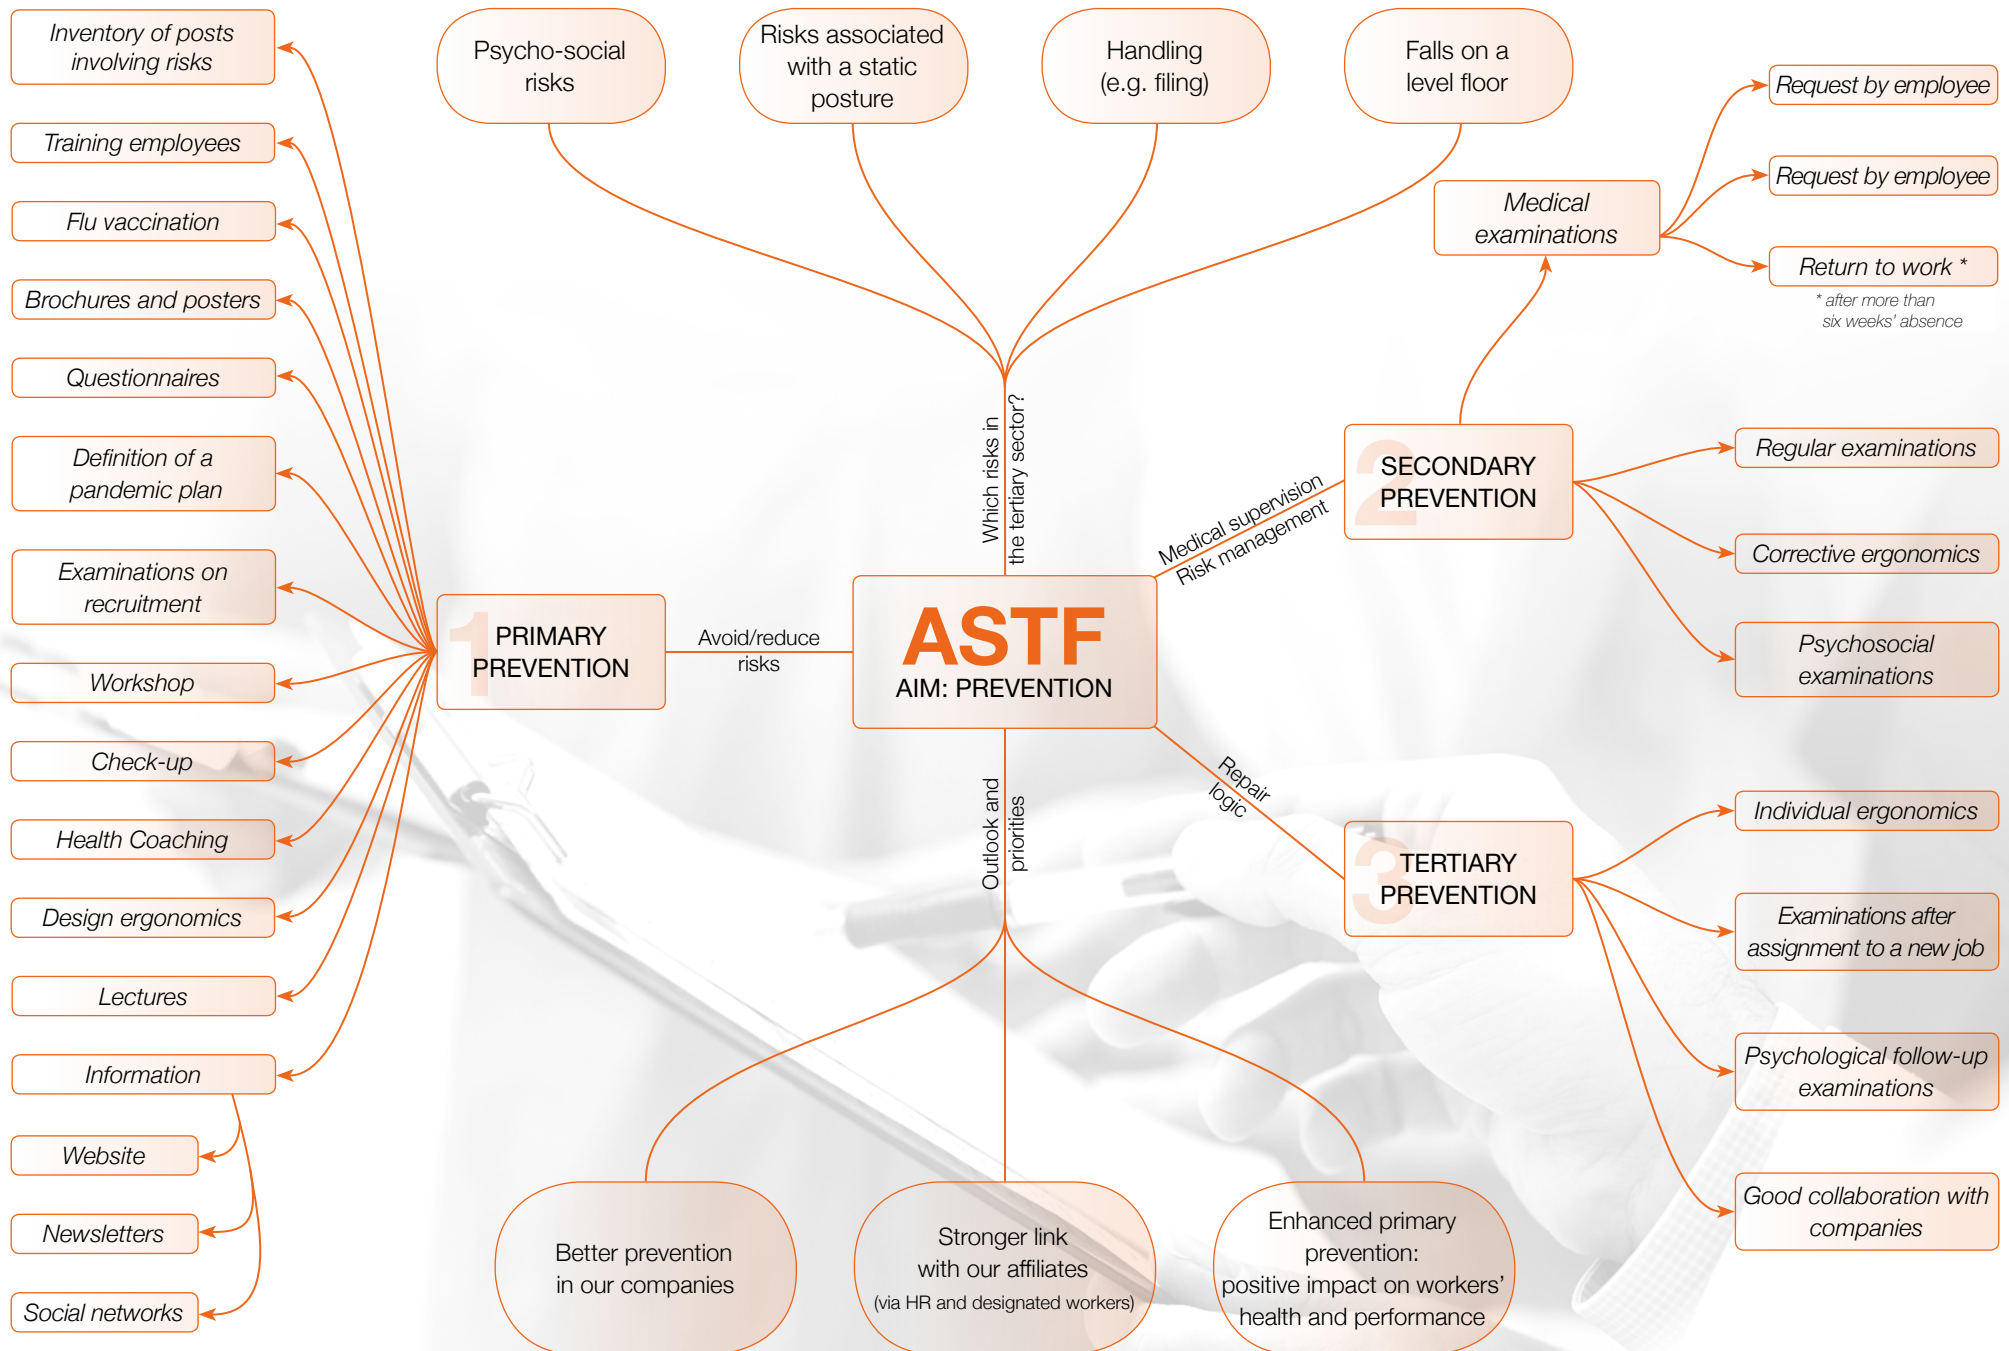 Inventory of posts
involving risks
Training employees
Flu vaccination
Brochures and posters
Questionnaires
Definition of a
pandemic plan
Examinations on
recruitment
Workshop
Check-up
Health Coaching
Design ergonomics
Lectures
Information
Website
Newsletters
Social networks
1
PRIMARY
PREVENTION
Avoid/reduce
risks
Psycho-social
risks
Risks associated
with a static
posture
Handling
(e.g. filing)
Falls on a
level floor
Which risks in
the tertiary sector?
ASTF
AIM: PREVENTION
Outlook and
priorities
Better prevention
in our companies
Stronger link
with our affiliates
(via HR and designated workers)
Enhanced primary
prevention:
positive impact on workers'
health and performance
Medical supervision
Risk management
2
SECONDARY
PREVENTION
Medical
examinations
Request by employee
Request by employee
Return to work *
* after more than
six weeks' absence
Regular examinations
Corrective ergonomics
Psychosocial
examinations
Repair
logic
3
TERTIARY
PREVENTION
Individual ergonomics
Examinations after
assignment to a new job
Psychological follow-up
examinations
Good collaboration with
companies